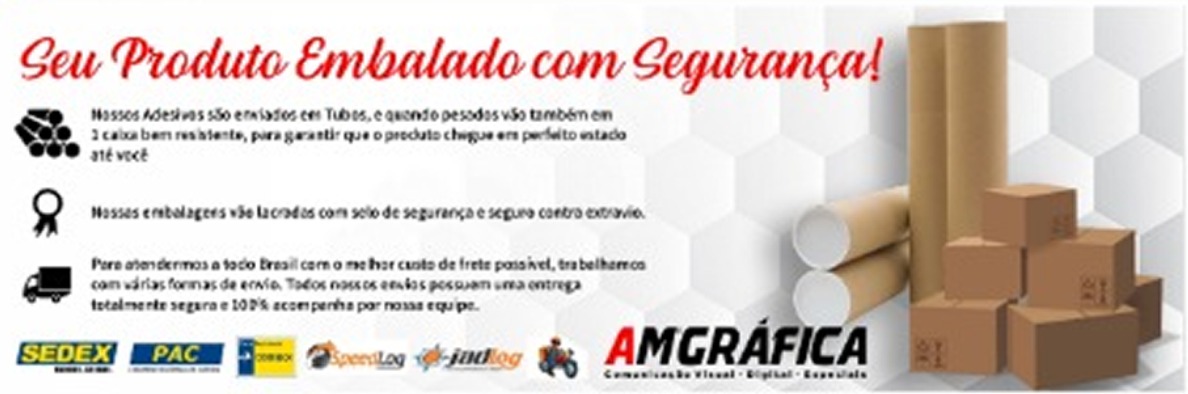 Seu Produto Embalado com Segurança!
Nossos Adesivos são enviados em Tubos, e quando pesados vão também em
1 caixa bem resistente, para garantir que o produto chegue em perfeito estado
até você
Nossas embalagens vão lacradas com selo de segurança e seguro contra extravio.
Para atendermos a todo Brasil com o melhor custo de frete possível, trabalhamos
com várias formas de envio. Todos nossos envios possuem uma entrega
totalmente segura e 100% acompanha por nossa equipe.
SEDEX PAC SpeedLog jadlog
AMGRÁFICA
Comunicação Visual - Digital - Especiais